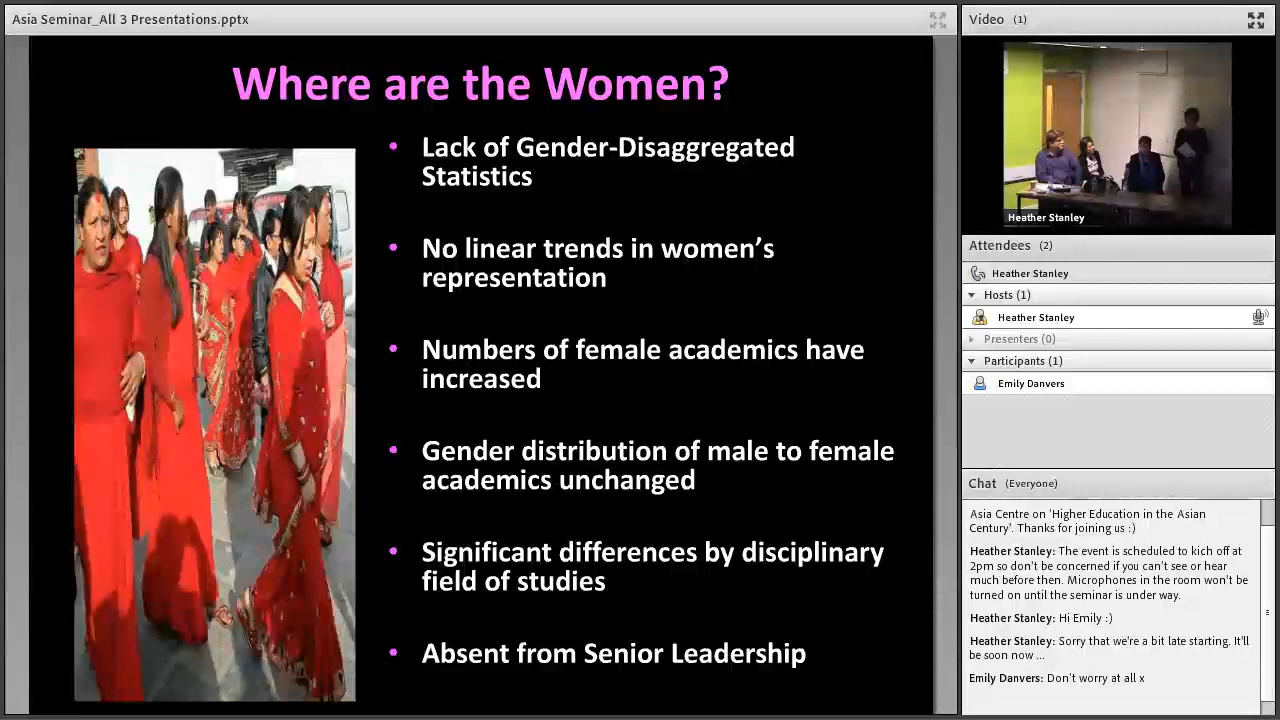 Asia Seminar_All 3 Presentations.pptx
Where are the Women?
• Lack of Gender-Disaggregated
Statistics
• No linear trends in women’s
representation
• Numbers of female academics have
increased
• Gender distribution of male to female
academics unchanged
• Significant differences by disciplinary
field of studies
• Absent from Senior Leadership
Video (1)
Heather Stanley
Attendees (2)
Heather Stanley
Hosts (1)
Heather Stanley
Presenters (0)
Participants (1)
Emily Danvers
Chat (Everyone)
Asia Centre on 'Higher Education in the Asian
Century'. Thanks for joining us :)
Heather Stanley: The event is scheduled to kick off at
2pm so don't be concerned if you can't see or hear
much before then. Microphones in the room won't be
turned on until the seminar is under way.
Heather Stanley: Hi Emily :)
Heather Stanley: Sorry that we're a bit late starting. It'll
be soon now ...
Emily Danvers: Don't worry at all x